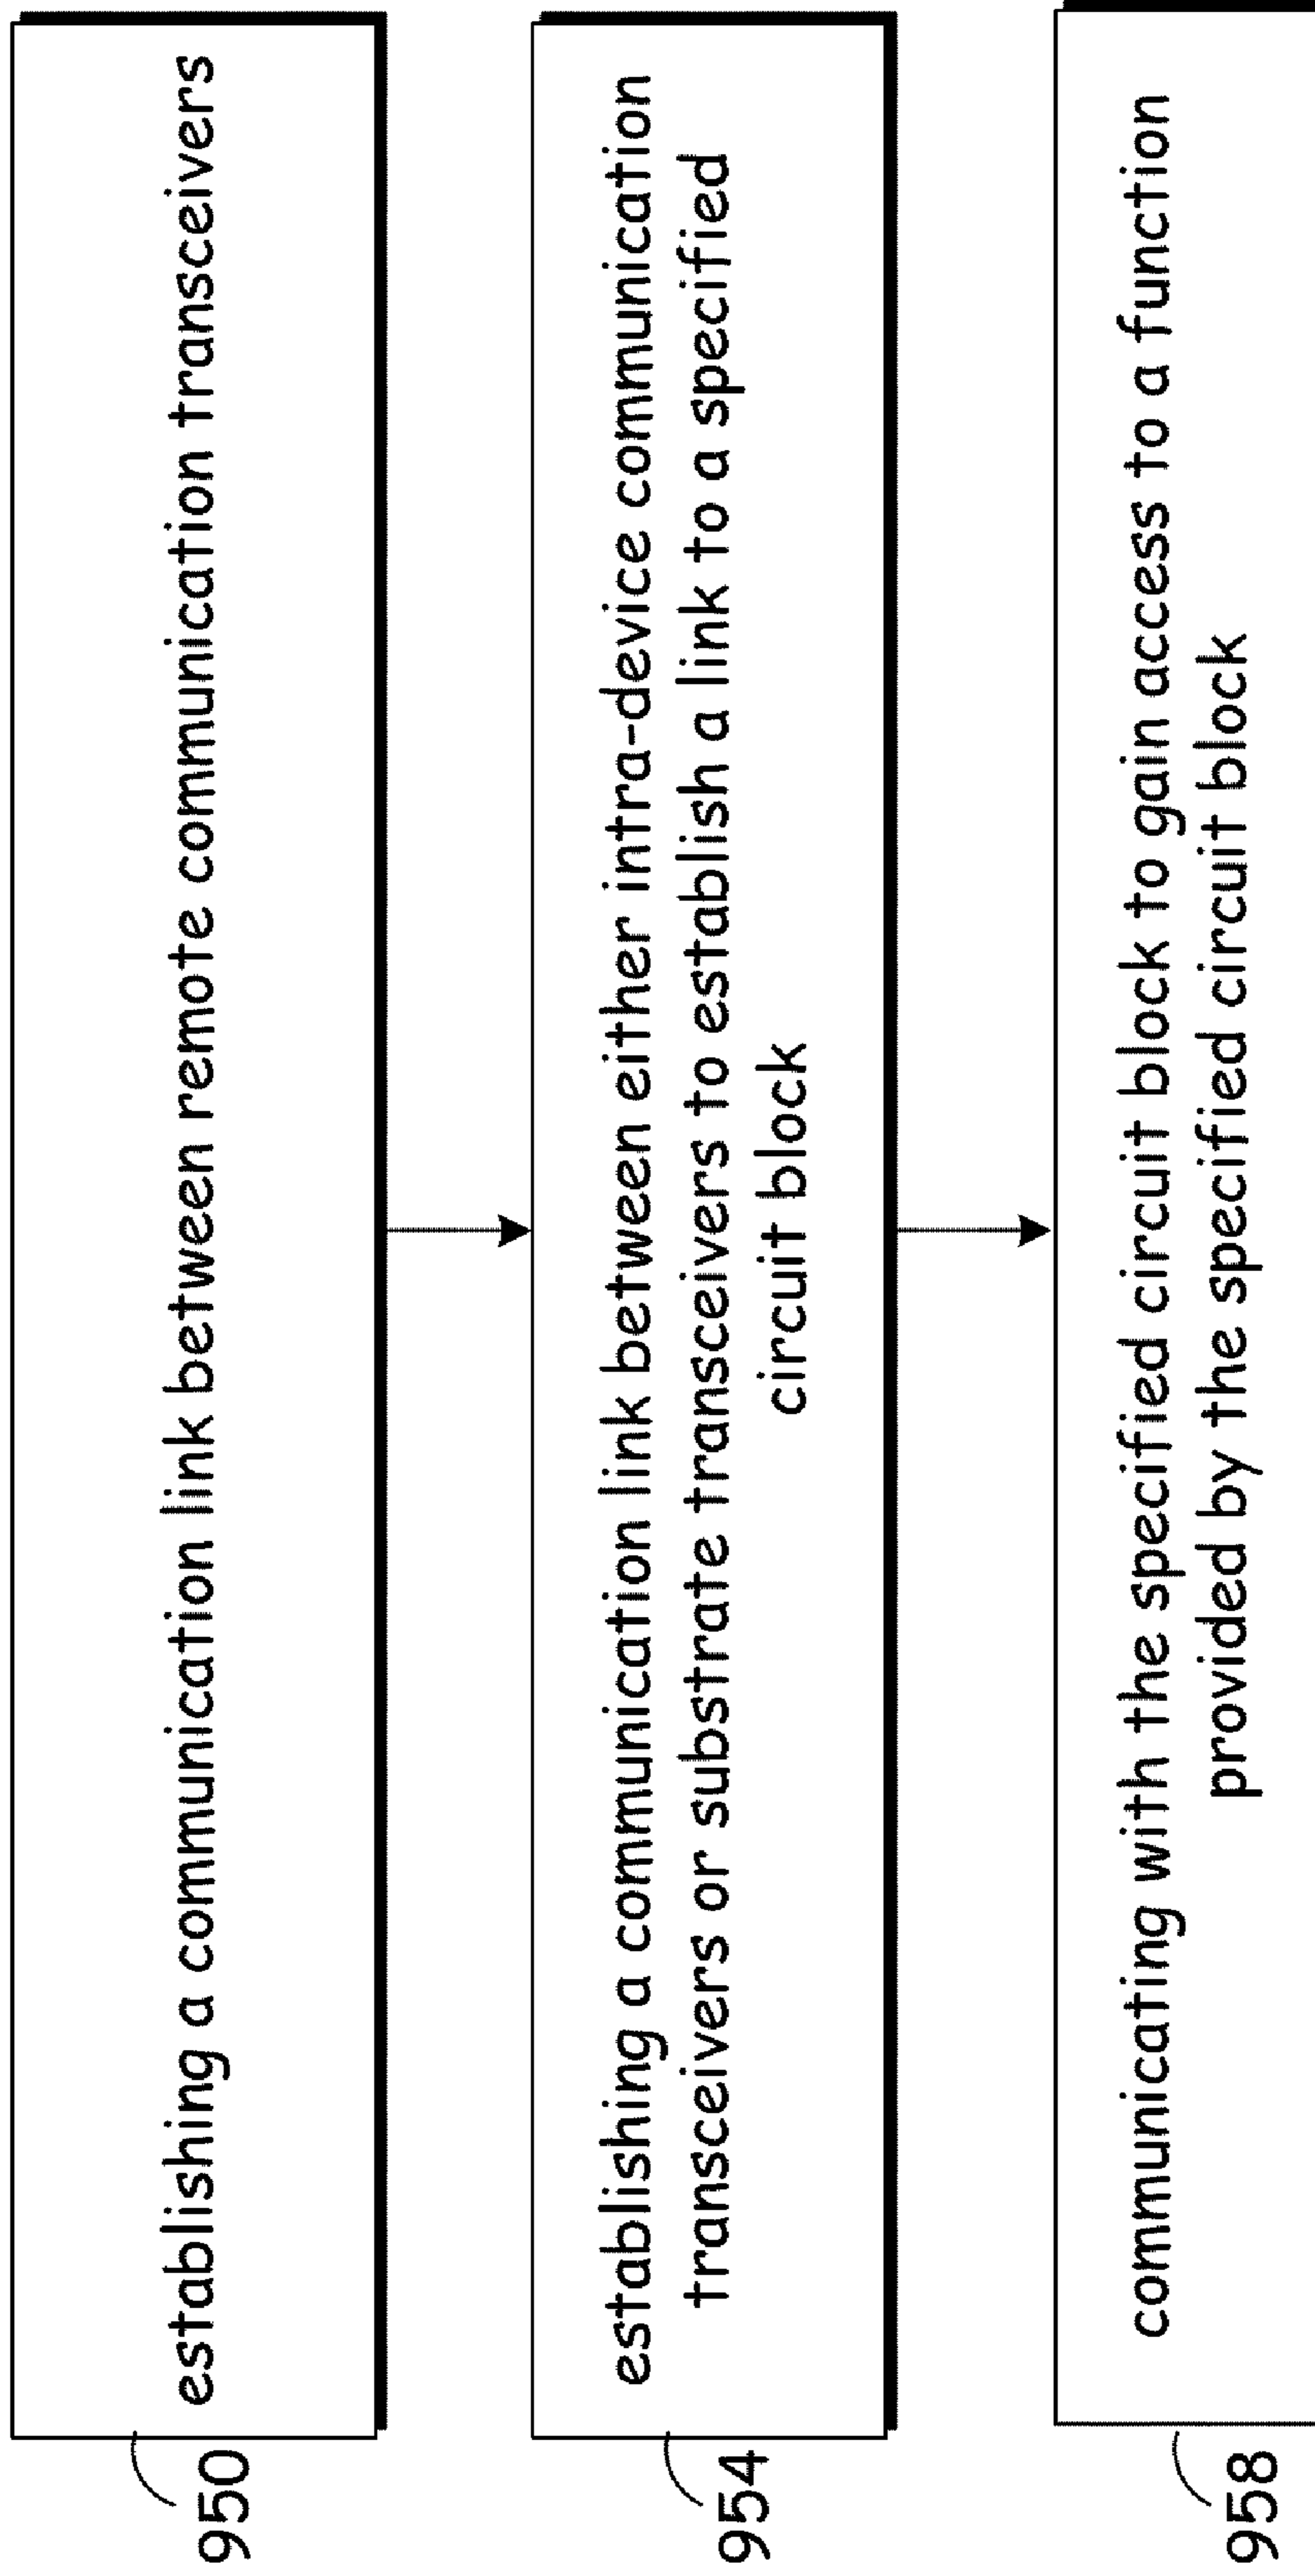 establishing a communication link between remote communication transceivers
950
establishing a communication link between either intra-device communication
transceivers or substrate transceivers to establish a link to a specified
circuit block
954
communicating with the specified circuit block to gain access to a function
provided by the specified circuit block
958